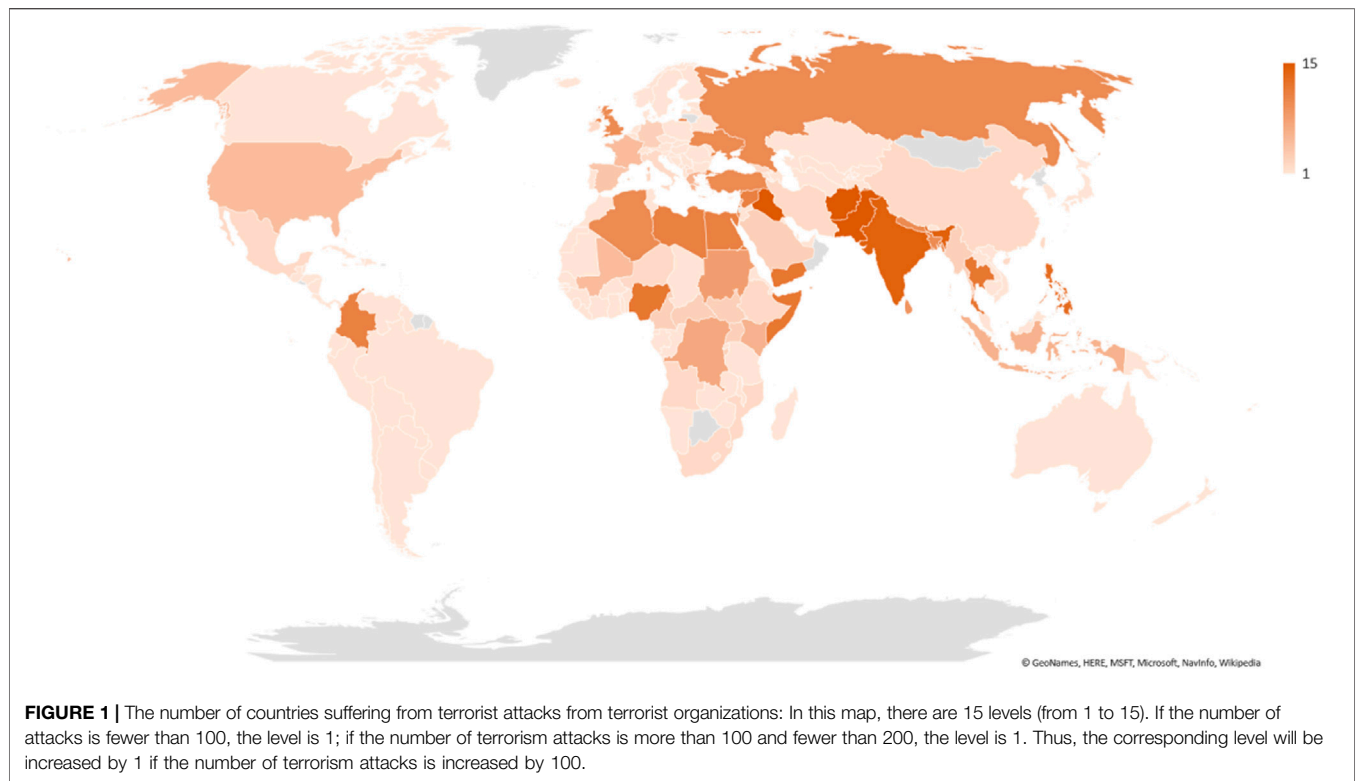 15
1
© GeoNames, HERE, MSFT, Microsoft, NavInfo, Wikipedia
FIGURE 1 | The number of countries suffering from terrorist attacks from terrorist organizations: In this map, there are 15 levels (from 1 to 15). If the number of
attacks is fewer than 100, the level is 1; if the number of terrorism attacks is more than 100 and fewer than 200, the level is 1. Thus, the corresponding level will be
increased by 1 if the number of terrorism attacks is increased by 100.